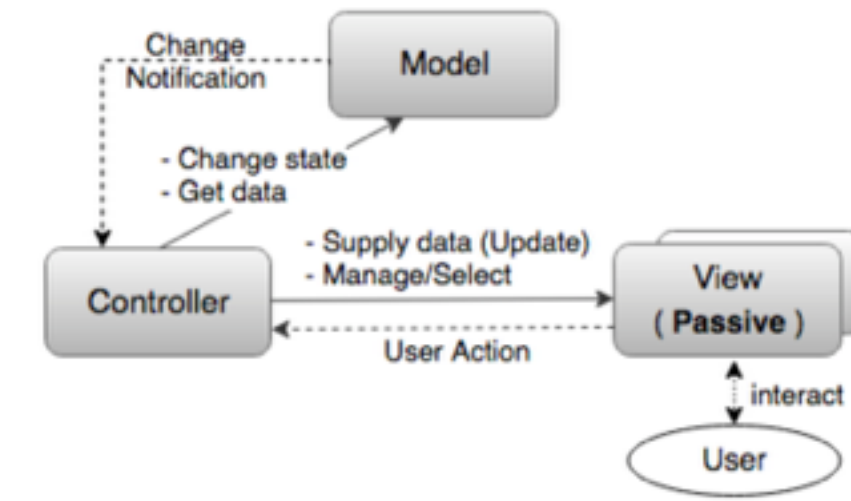 Change
Notification
Model
- Change state
- Get data
- Supply data (Update)
- Manage/Select
Controller
View
( Passive )
User Action
interact
User